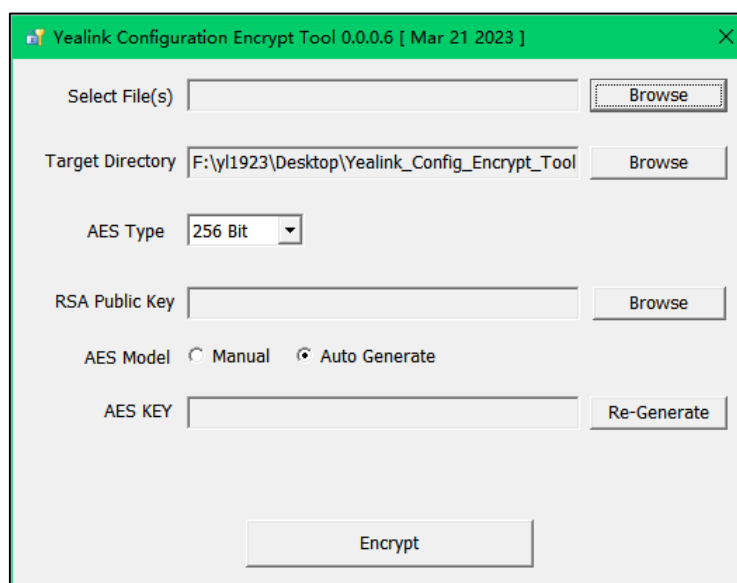 Yealink Configuration Encrypt Tool 0.0.0.6 [ Mar 21 2023 ]
Select File(s) Browse
Target Directory F:\yl1923\Desktop\Yealink_Config_Encrypt_Tool Browse
AES Type 256 Bit
RSA Public Key Browse
AES Model Manual Auto Generate
AES KEY Re-Generate
Encrypt